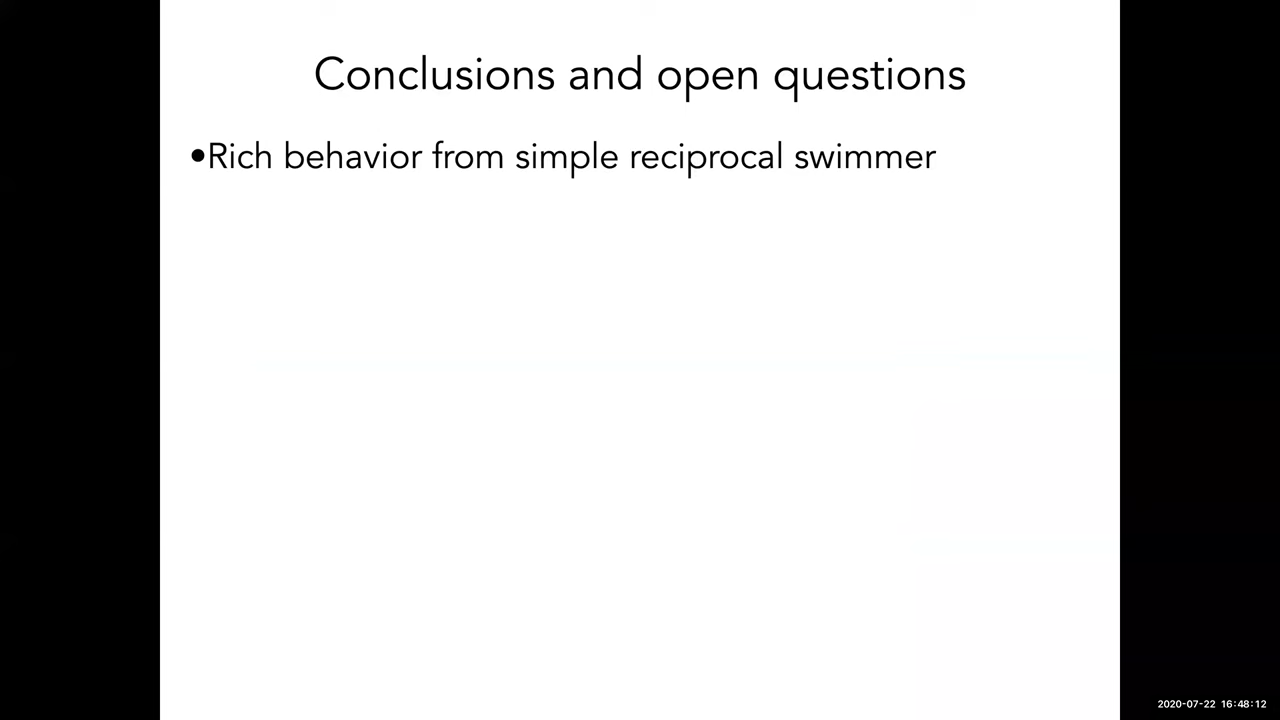 Conclusions and open questions
•Rich behavior from simple reciprocal swimmer
2020-07-22 16:48:12